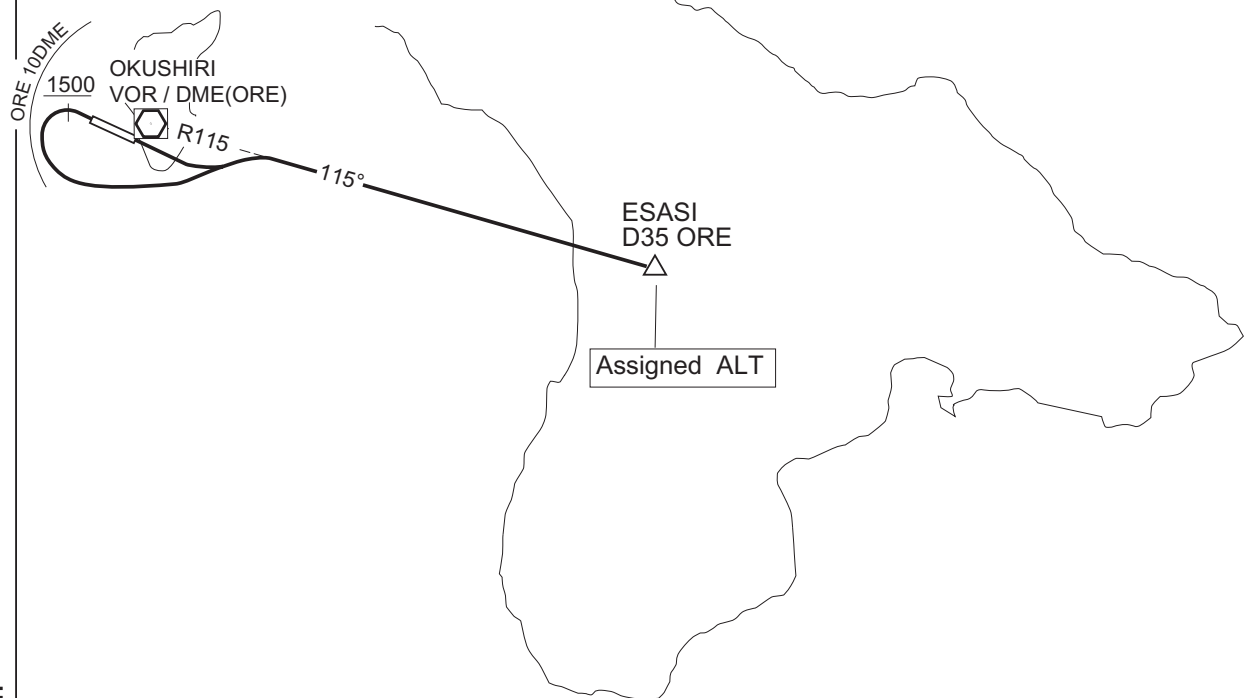 ORE 10DME
1500
OKUSHIRI
VOR / DME(ORE)
R115
115°
ESASI
D35 ORE
Assigned ALT